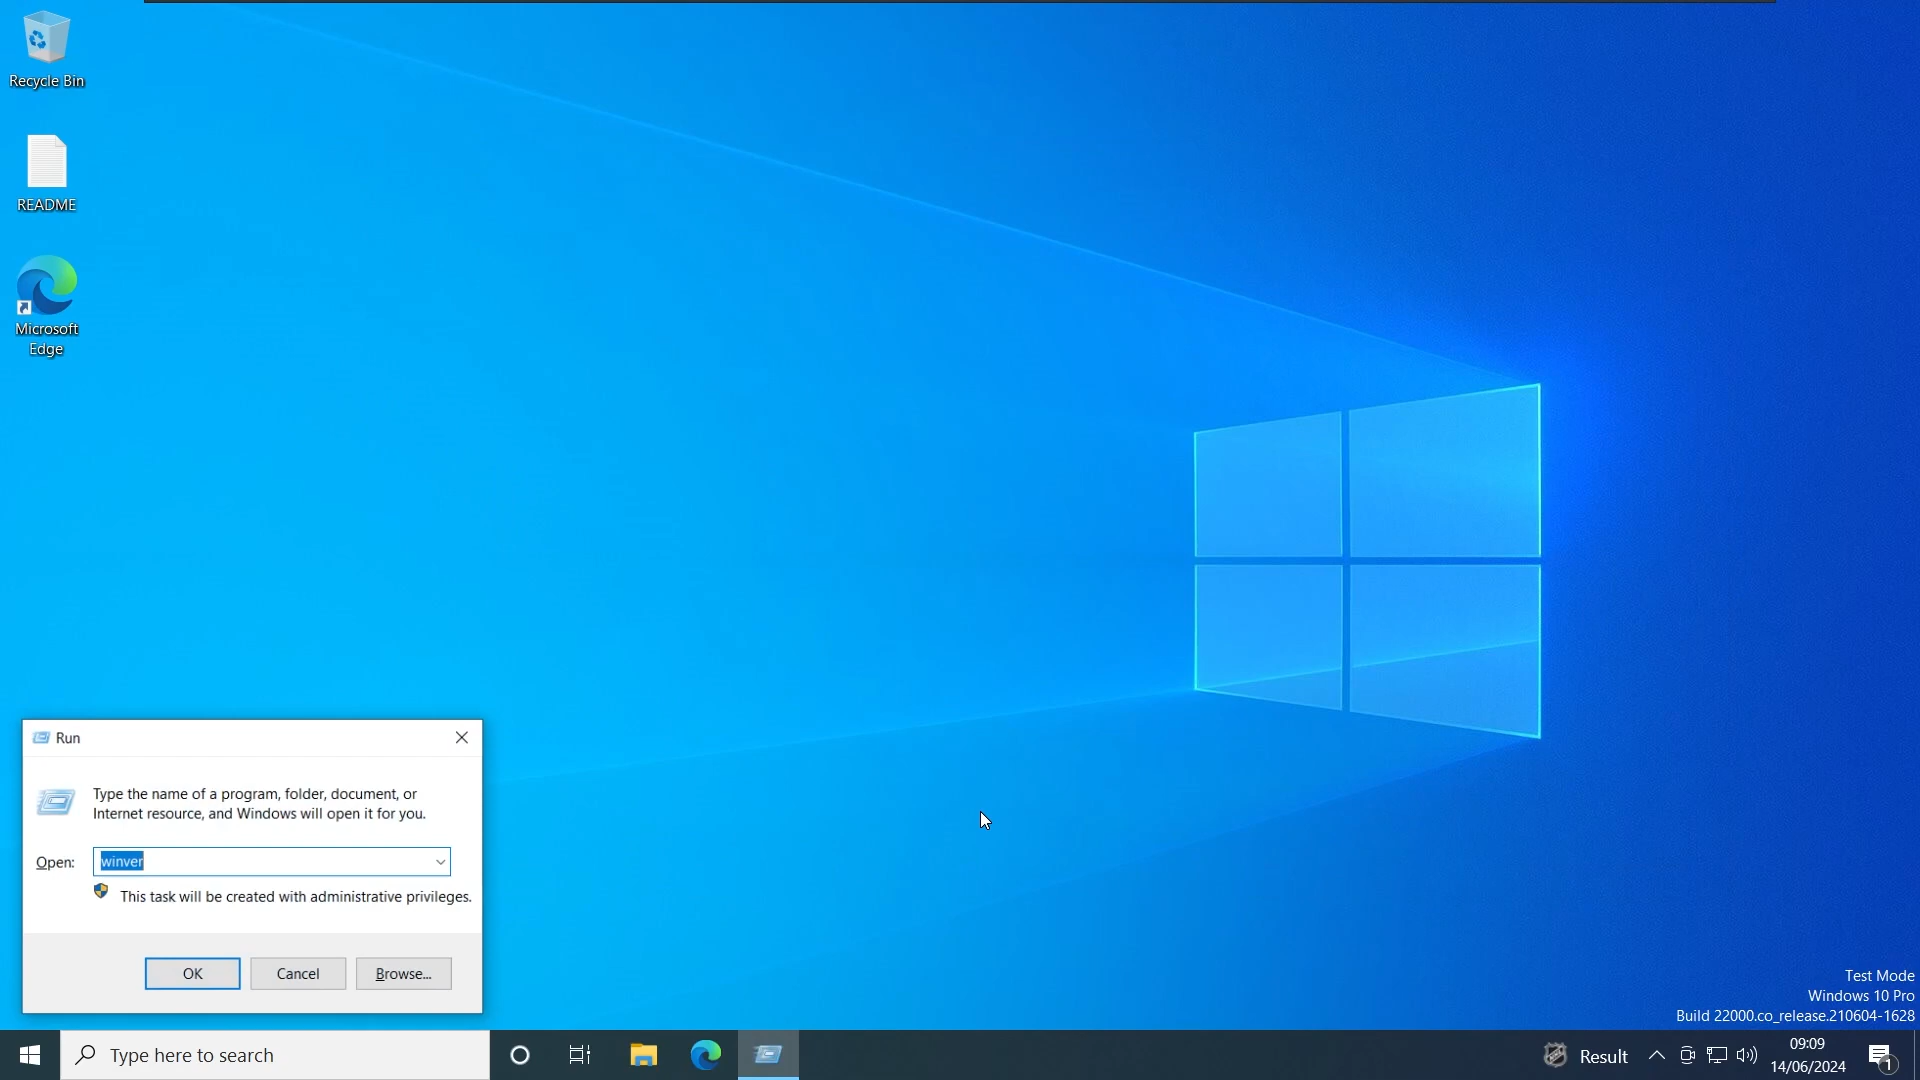 Recycle Bin
README
Microsoft
Edge
Run
Type the name of a program, folder, document, or
Internet resource, and Windows will open it for you.
Open:
winver
This task will be created with administrative privileges.
OK
Cancel
Browse...
Test Mode
Windows 10 Pro
Build 22000.co_release.210604-1628
Type here to search
Result
09:09
14/06/2024
1